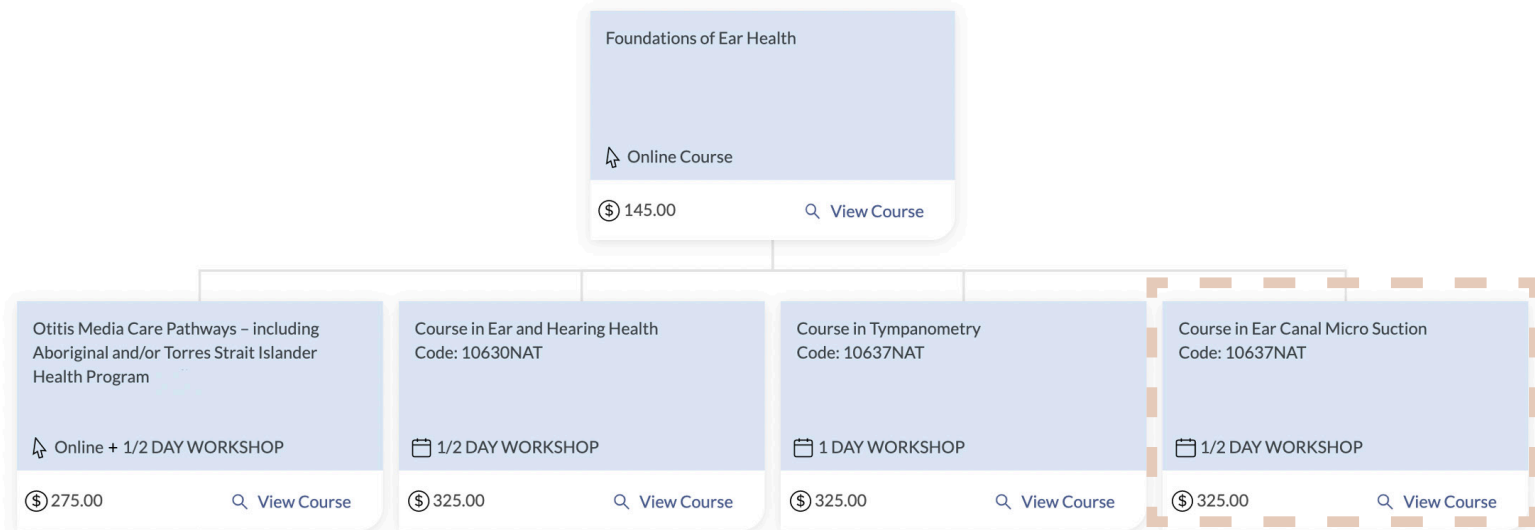 Foundations of Ear Health
Online Course
$ 145.00
View Course
Otitis Media Care Pathways – including
Aboriginal and/or Torres Strait Islander
Health Program
Online + 1/2 DAY WORKSHOP
$ 275.00
View Course
Course in Ear and Hearing Health
Code: 10630NAT
1/2 DAY WORKSHOP
$ 325.00
View Course
Course in Tympanometry
Code: 10637NAT
1 DAY WORKSHOP
$ 325.00
View Course
Course in Ear Canal Micro Suction
Code: 10637NAT
1/2 DAY WORKSHOP
$ 325.00
View Course